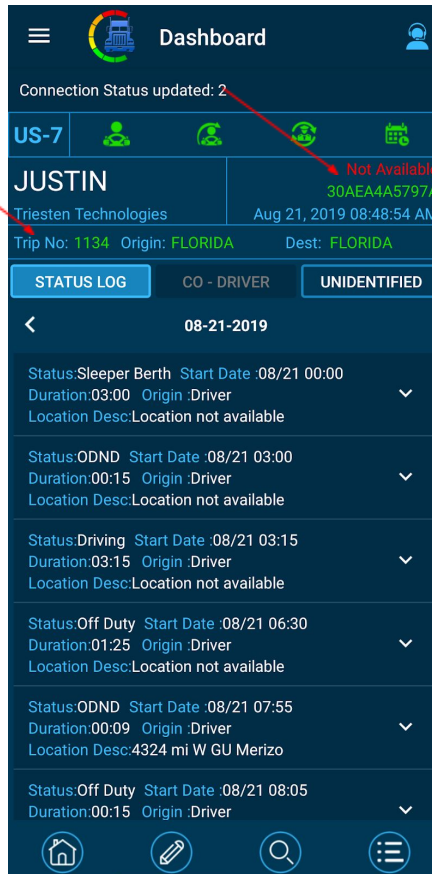 Dashboard
Connection Status updated: 2
US-7
Not Available
JUSTIN
30AEA4A5797A
Triesten Technologies Aug 21, 2019 08:48:54 AM
Trip No: 1134 Origin: FLORIDA Dest: FLORIDA
STATUS LOG CO - DRIVER UNIDENTIFIED
08-21-2019
Status:Sleeper Berth Start Date :08/21 00:00
Duration:03:00 Origin :Driver
Location Desc:Location not available
Status:ODND Start Date :08/21 03:00
Duration:00:15 Origin :Driver
Location Desc:Location not available
Status:Driving Start Date :08/21 03:15
Duration:03:15 Origin :Driver
Location Desc:Location not available
Status:Off Duty Start Date :08/21 06:30
Duration:01:25 Origin :Driver
Location Desc:Location not available
Status:ODND Start Date :08/21 07:55
Duration:00:09 Origin :Driver
Location Desc:4324 mi W GU Merizo
Status:Off Duty Start Date :08/21 08:05
Duration:00:15 Origin :Driver